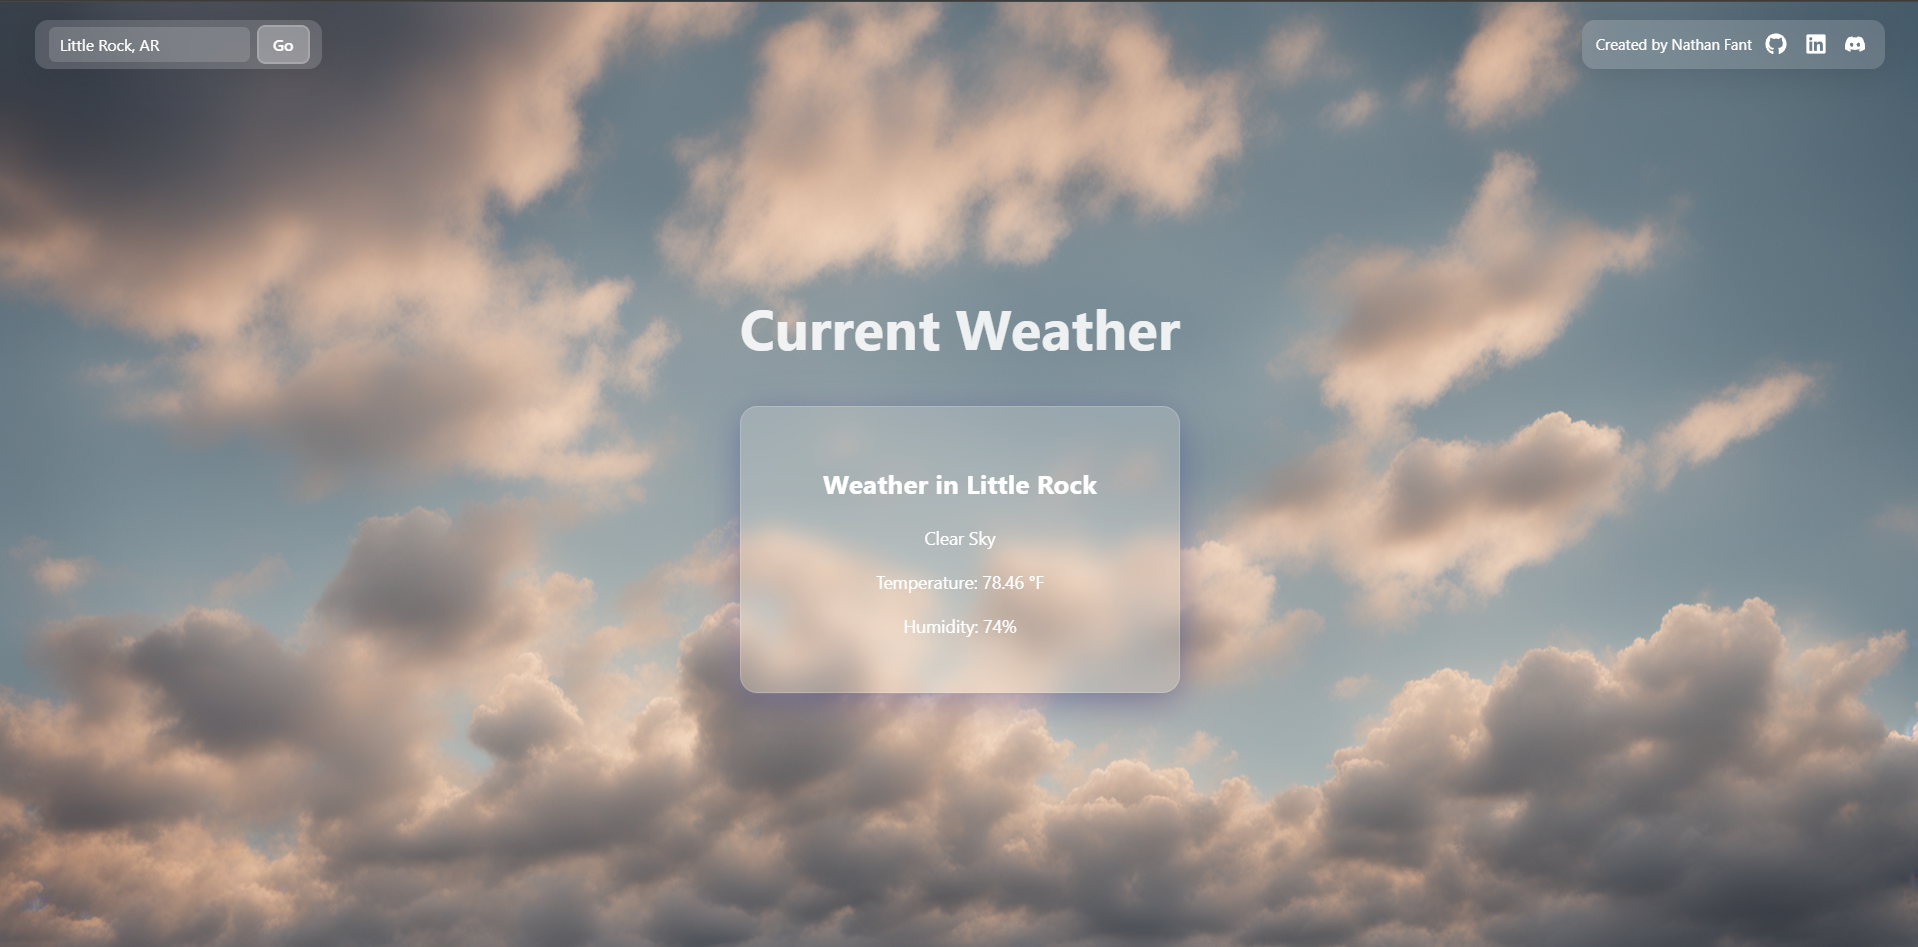 Little Rock, AR
Go
Created by Nathan Fant
Current Weather
Weather in Little Rock
Clear Sky
Temperature: 78.46 °F
Humidity: 74%